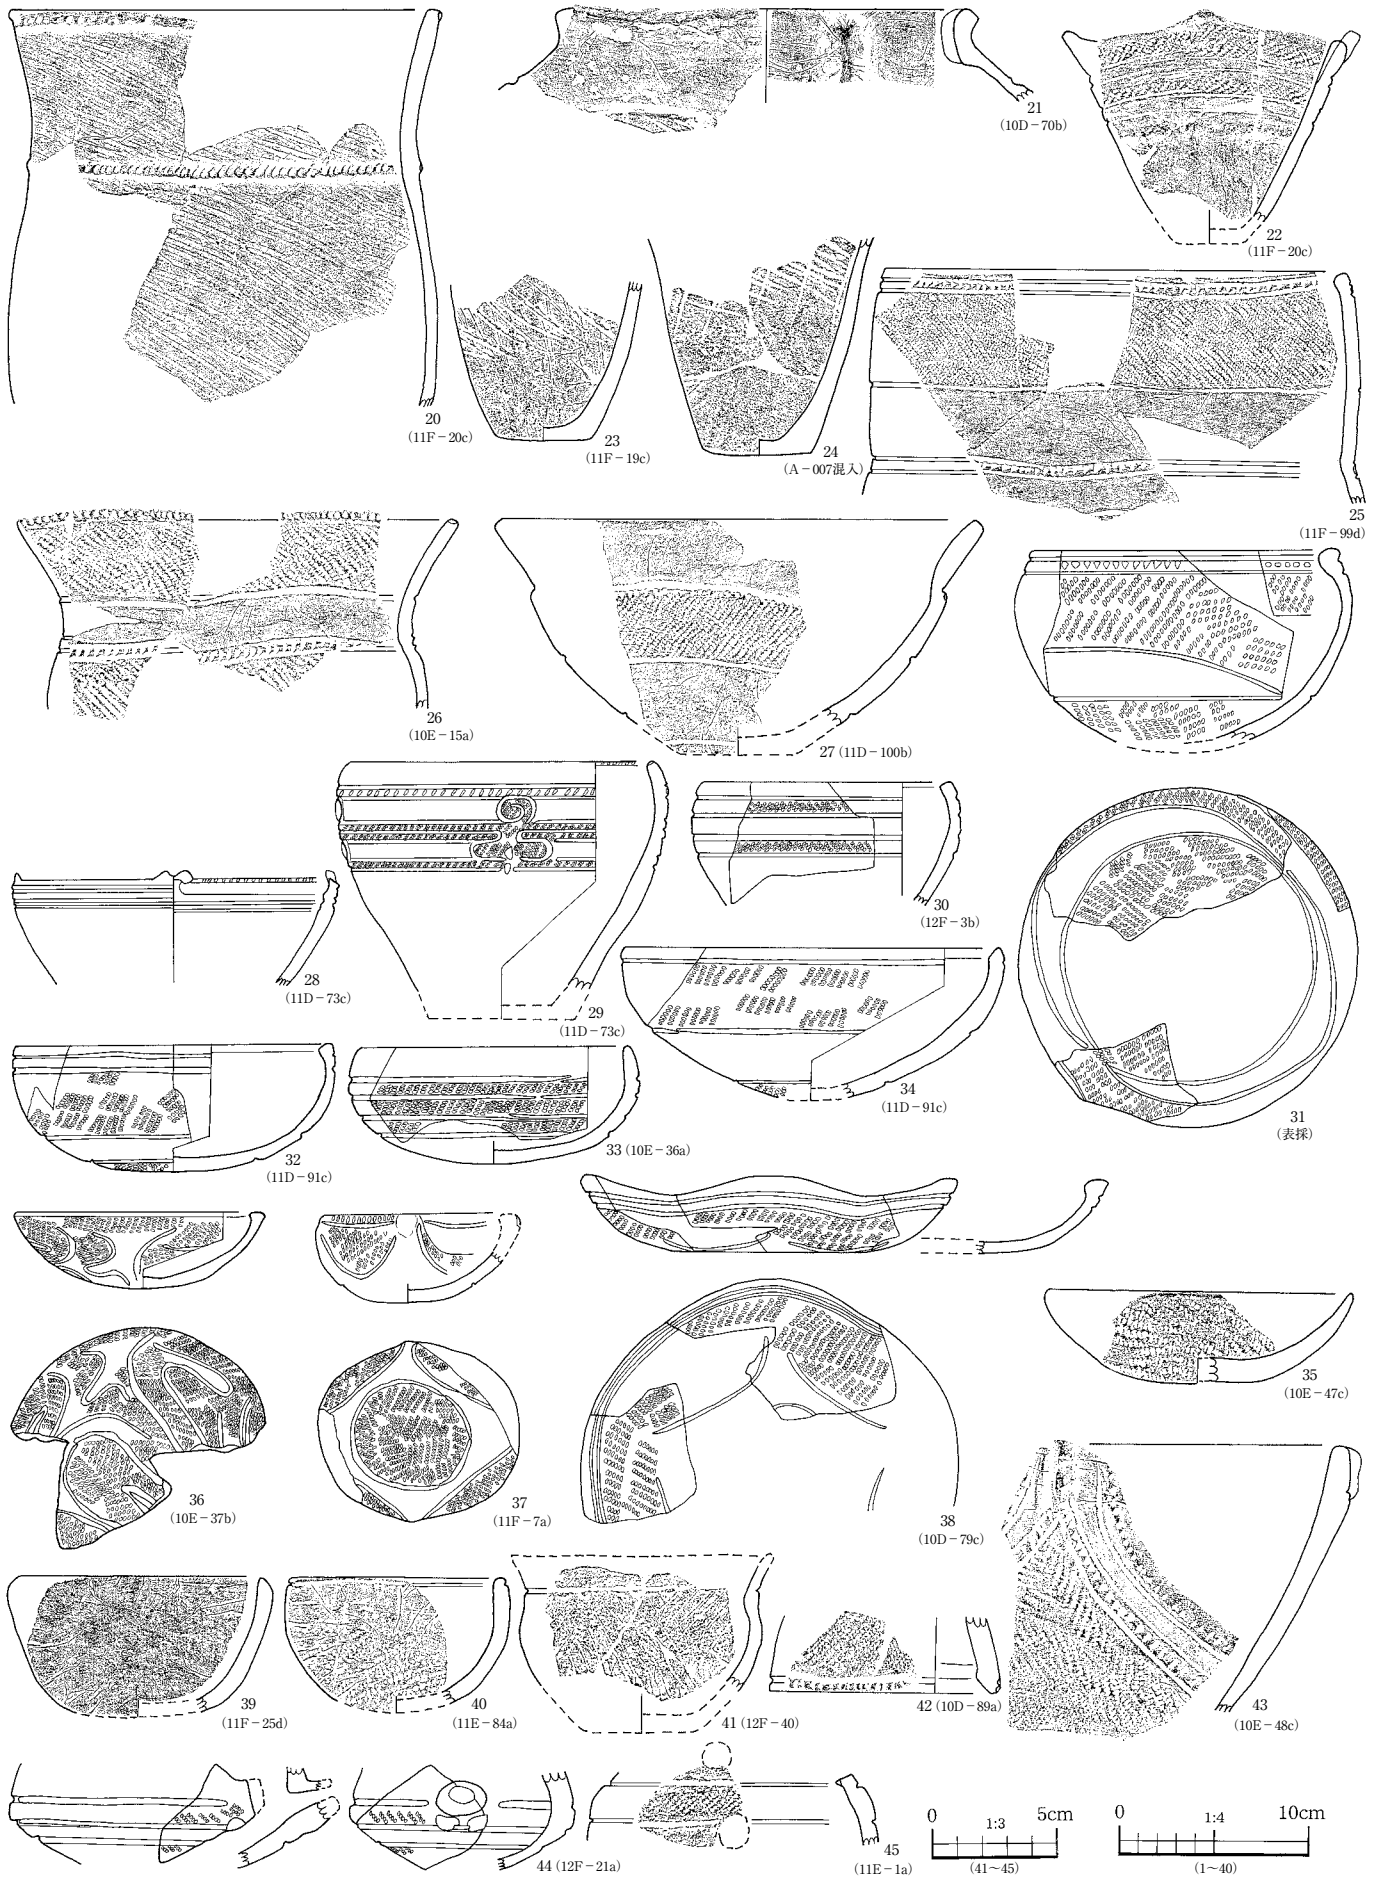 21
(10D-70b)
22
(11F-20c)
20
(11F-20c)
23
(11F-19c)
24
(A-007混入)
25
(11F-99d)
26
(10E-15a)
27 (11D-100b)
28
(11D-73c)
29
(11D-73c)
30
(12F-3b)
31
(表採)
32
(11D-91c)
33 (10E-36a)
34
(11D-91c)
35
(10E-47c)
36
(10E-37b)
37
(11F-7a)
38
(10D-79c)
39
(11F-25d)
40
(11E-84a)
41 (12F-40)
42 (10D-89a)
43
(10E-48c)
44 (12F-21a)
45
(11E-1a)
0 1:3 5cm
(41〜45)
0 1:4 10cm
(1〜40)